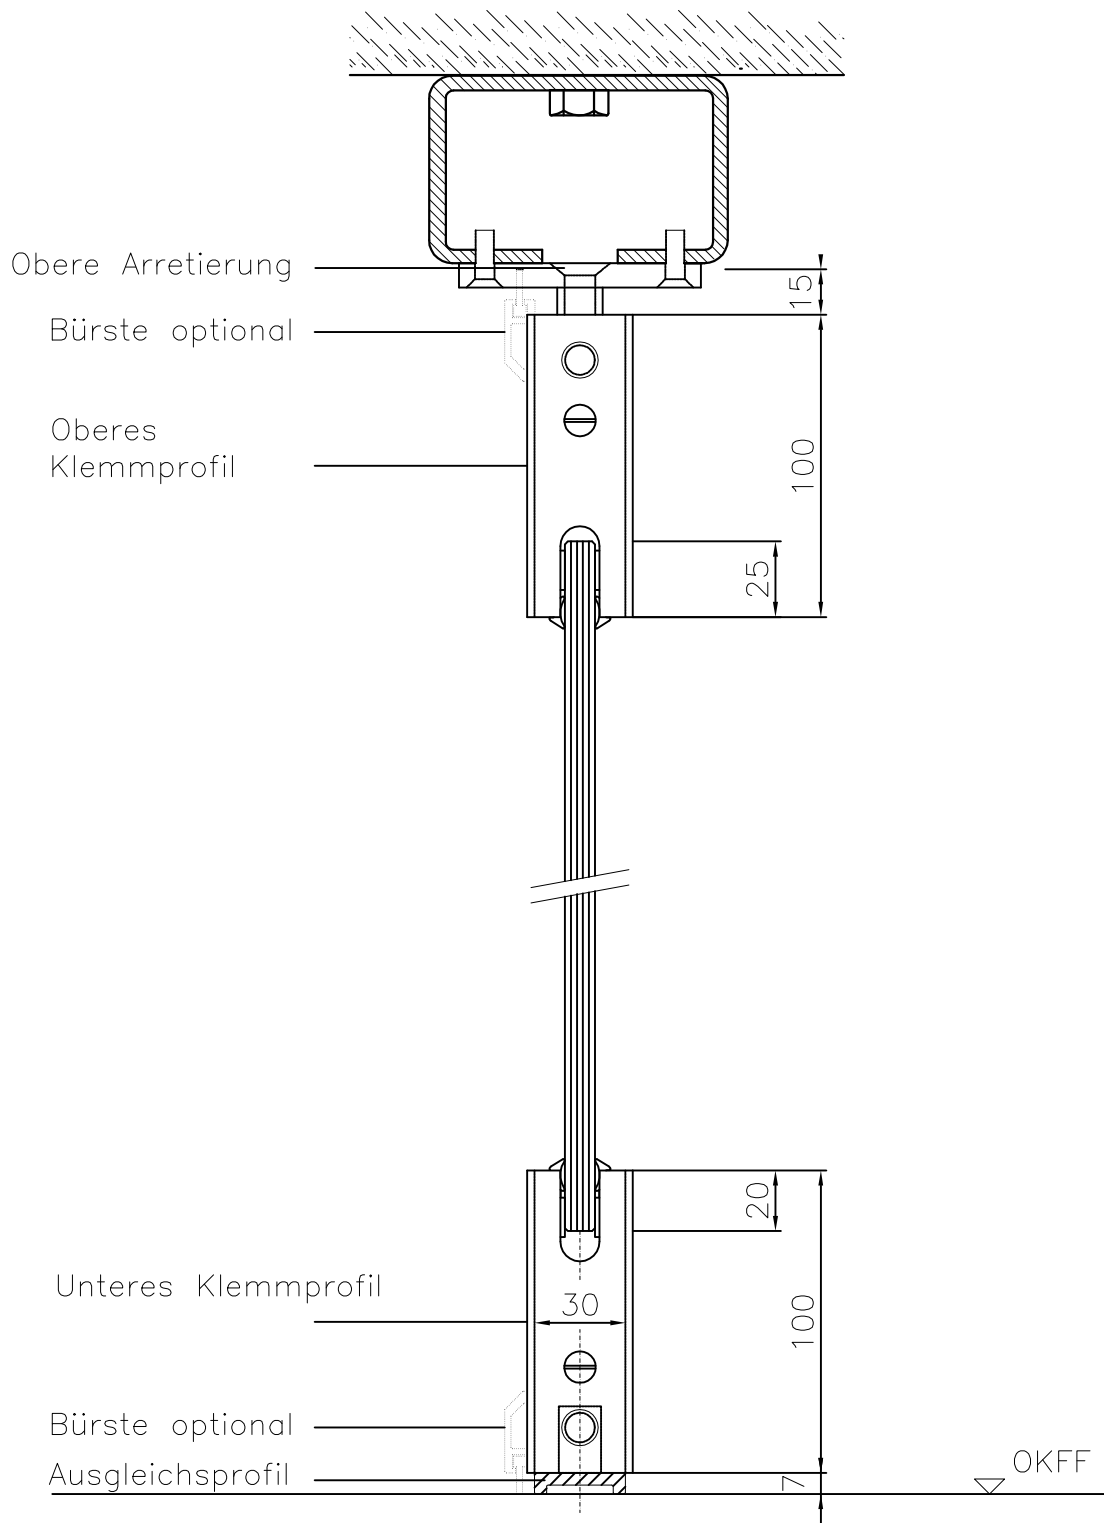 Obere Arretierung
15
Bürste optional
Oberes
Klemmprofil
100
25
20
Unteres Klemmprofil
30
100
Bürste optional
OKFF
Ausgleichsprofil
7